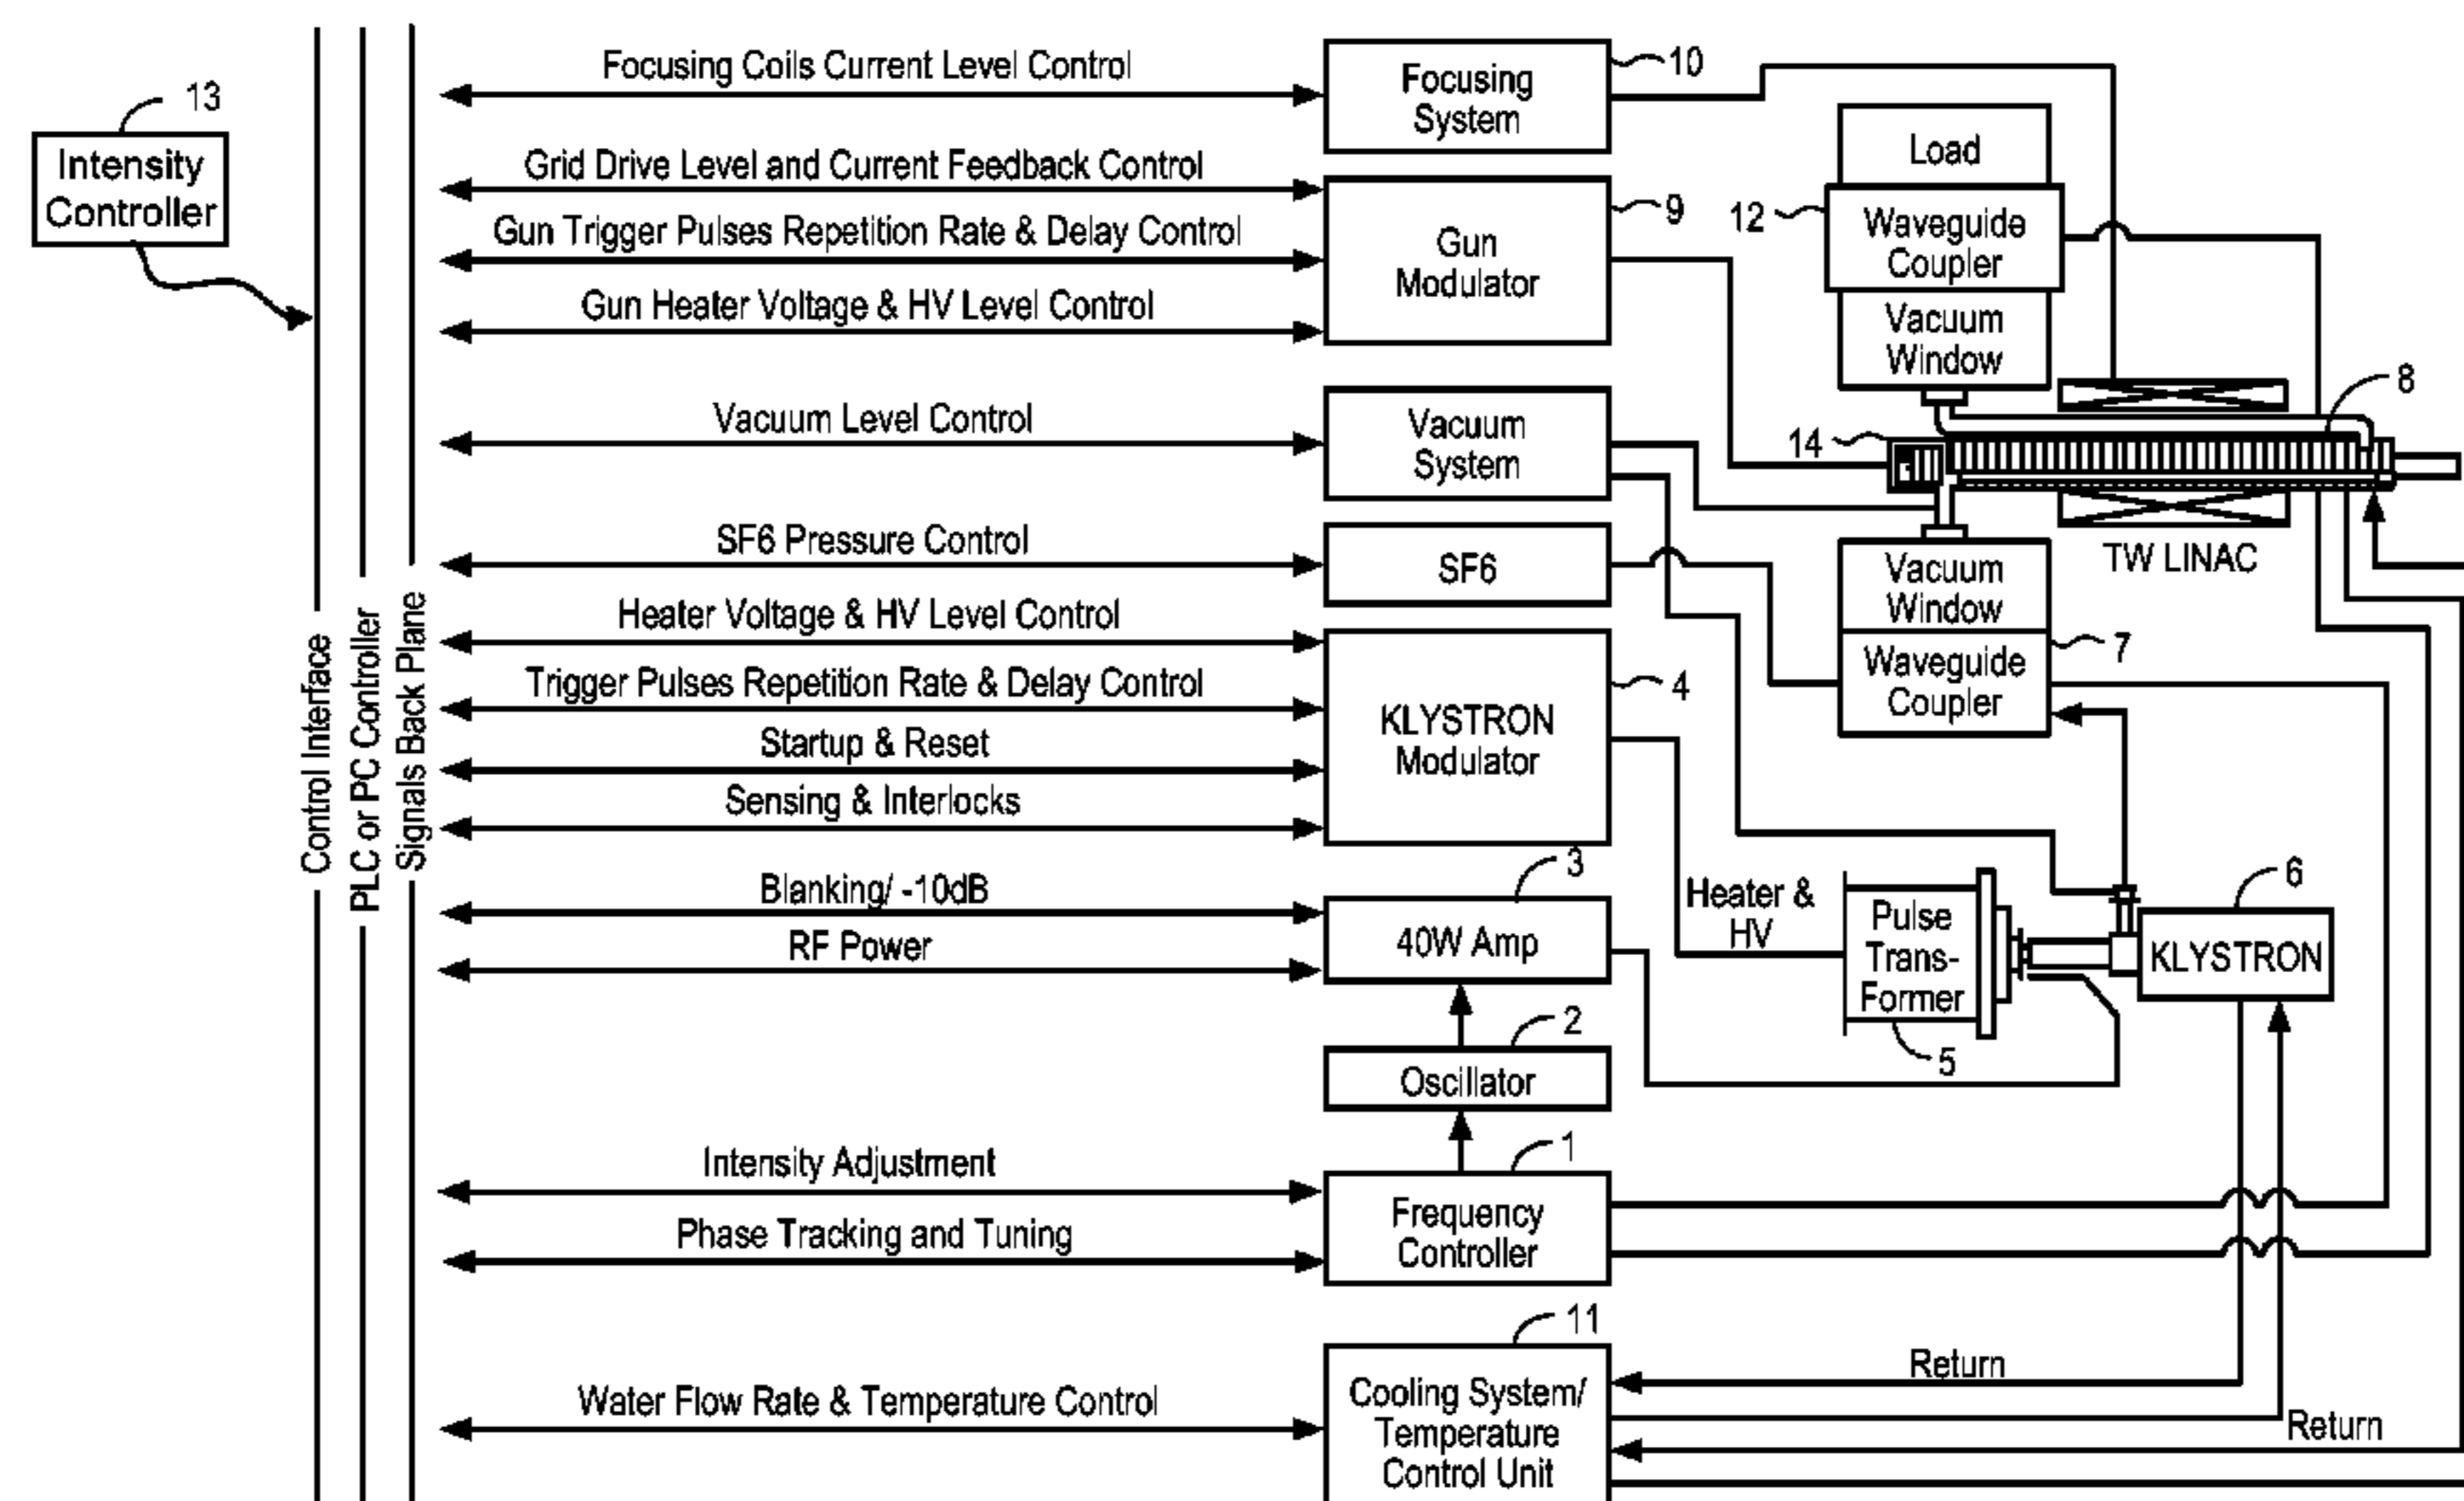 13
Intensity
Controller
Control Interface
PLC or PC Controller
Signals Back Plane
Focusing Coils Current Level Control
Grid Drive Level and Current Feedback Control
Gun Trigger Pulses Repetition Rate & Delay Control
Gun Heater Voltage & HV Level Control
Vacuum Level Control
SF6 Pressure Control
Heater Voltage & HV Level Control
Trigger Pulses Repetition Rate & Delay Control
Startup & Reset
Sensing & Interlocks
Blanking/ -10dB
RF Power
Intensity Adjustment
Phase Tracking and Tuning
Water Flow Rate & Temperature Control
Focusing
System
10
Gun
Modulator
9
Vacuum
System
SF6
KLYSTRON
Modulator
4
3
40W Amp
2
Oscillator
1
Frequency
Controller
11
Cooling System/
Temperature
Control Unit
Load
12
Waveguide
Coupler
Vacuum
Window
8
14
TW LINAC
Vacuum
Window
Waveguide
Coupler
7
Heater &
HV
Pulse
Trans-
Former
5
6
KLYSTRON
Return
Return